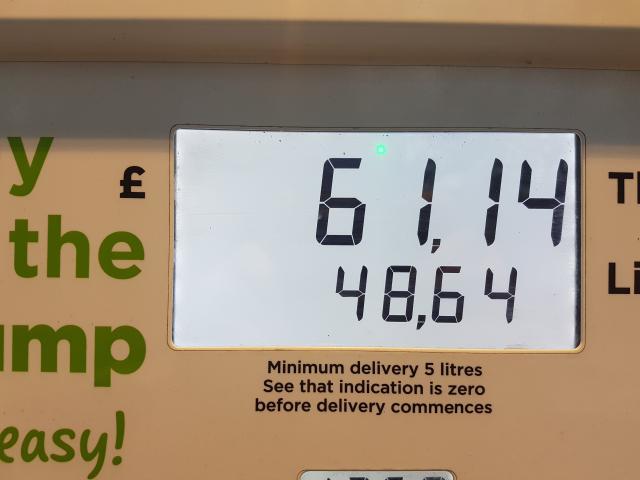 y
£
61,14
the
48,64
ump
Minimum delivery 5 litres
See that indication is zero
before delivery commences
easy!